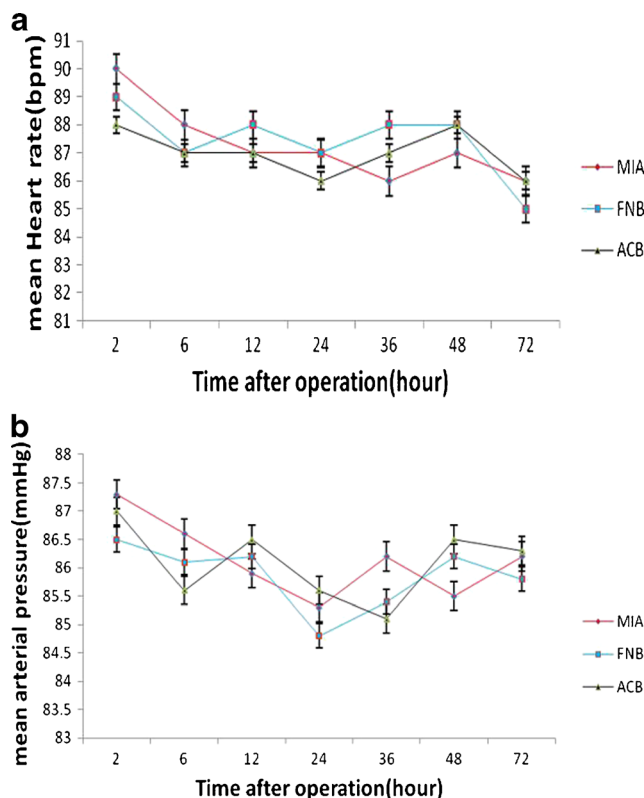 a
mean Heart rate(bpm)
91
90
89
88
87
86
85
84
83
82
81
2 6 12 24 36 48 72
Time after operation(hour)
MIA
FNB
ACB
b
mean arterial pressure(mmHg)
88
87.5
87
86.5
86
85.5
85
84.5
84
83.5
83
2 6 12 24 36 48 72
Time after operation(hour)
MIA
FNB
ACB